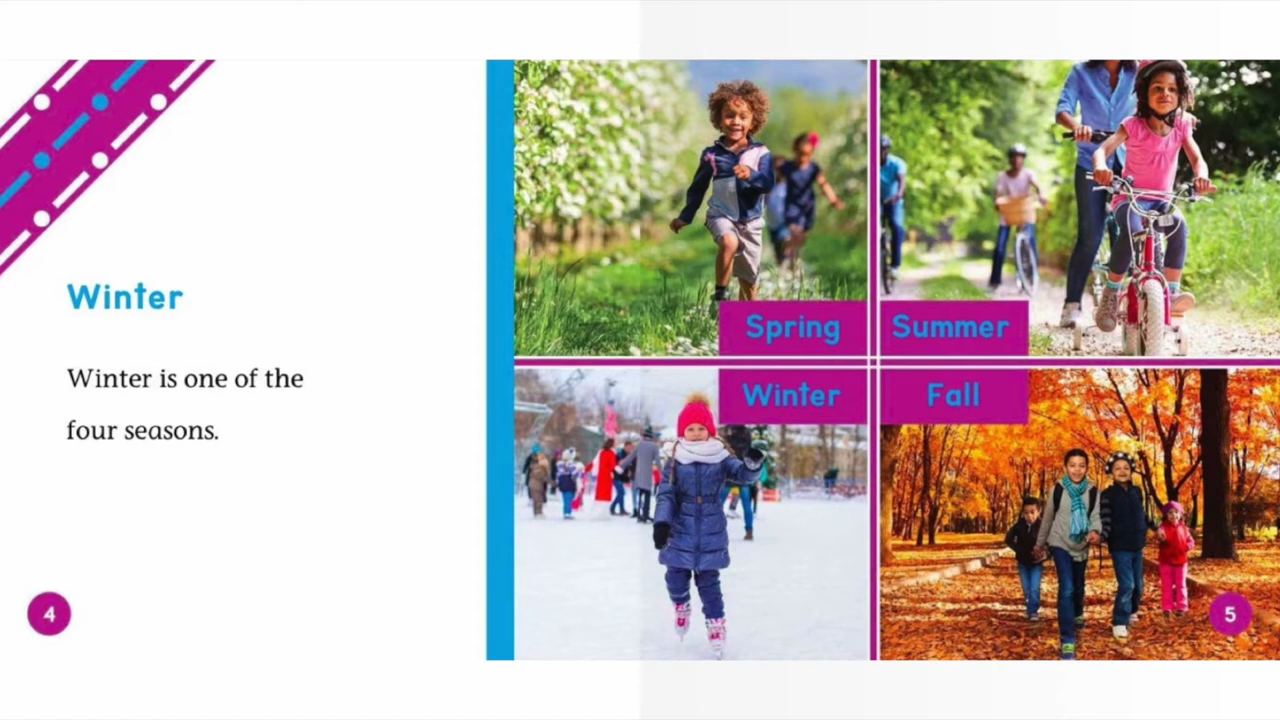 Winter
Winter is one of the
four seasons.
4
Spring
Summer
Winter
Fall
5